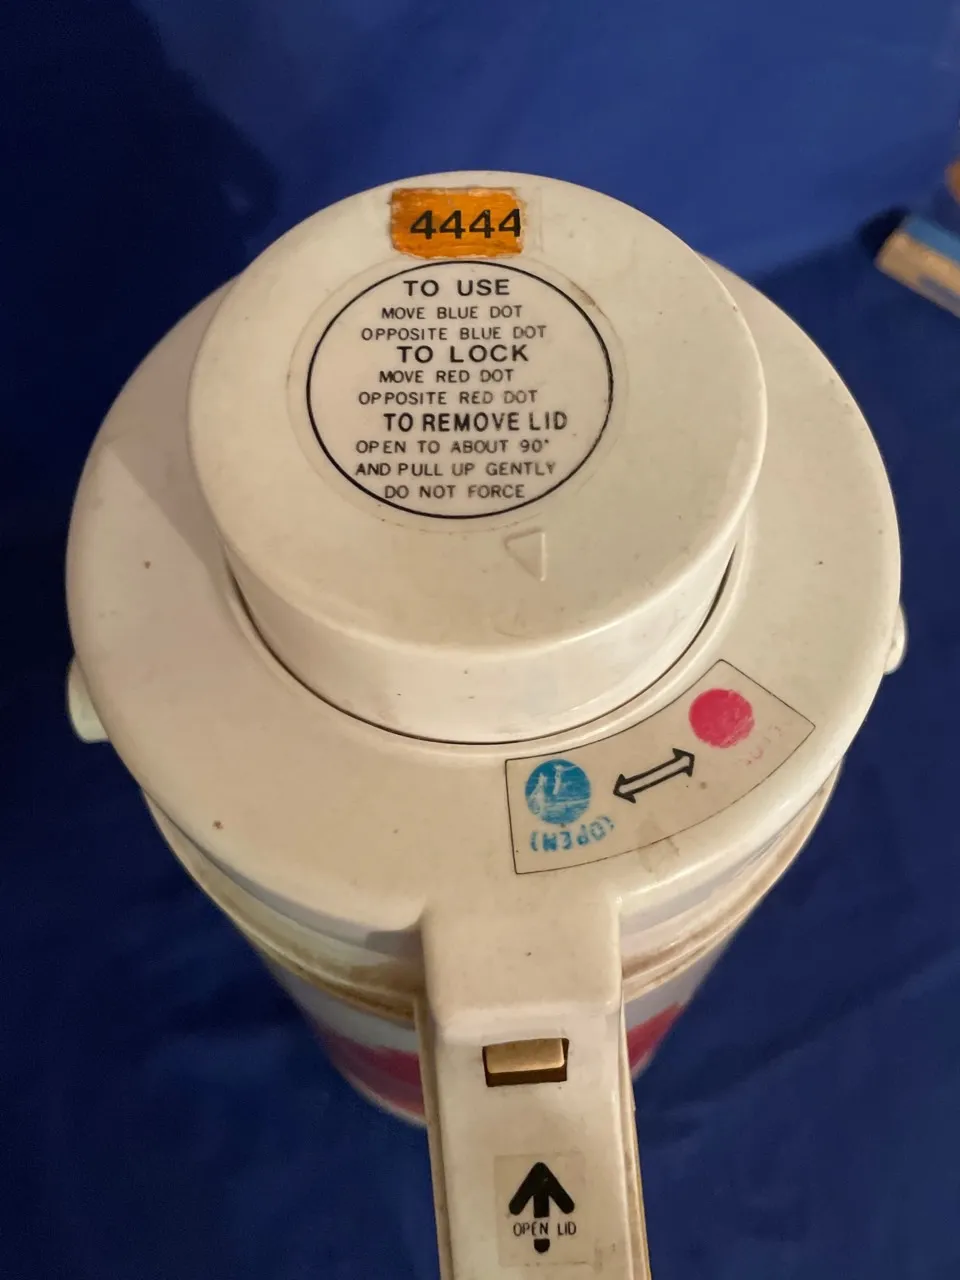 4444
TO USE
MOVE BLUE DOT
OPPOSITE BLUE DOT
TO LOCK
MOVE RED DOT
OPPOSITE RED DOT
TO REMOVE LID
OPEN TO ABOUT 90°
AND PULL UP GENTLY
DO NOT FORCE
(OPEN)
OPEN LID